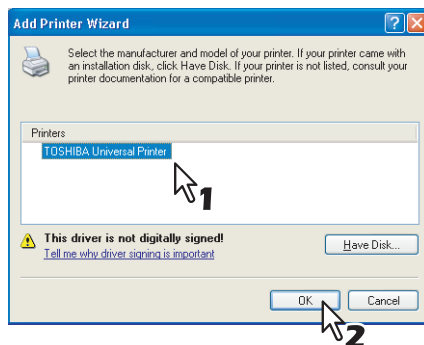 Add Printer Wizard
Select the manufacturer and model of your printer. If your printer came with
an installation disk, click Have Disk. If your printer is not listed, consult your
printer documentation for a compatible printer.
Printers
TOSHIBA Universal Printer
1
This driver is not digitally signed!
Tell me why driver signing is important
Have Disk...
OK
Cancel
2